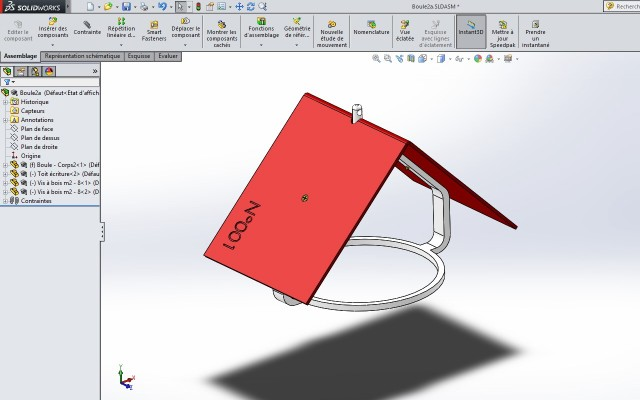 SOLIDWORKS
Boule2a.SLDASM *
Recherch
Editer le composant
Insérer des composants
Contrainte
Répétition linéaire d...
Smart Fasteners
Déplacer le composant
Montrer les composants cachés
Fonctions d'assemblage
Géométrie de référ...
Nouvelle étude de mouvement
Nomenclature
Vue éclatée
Esquisse avec lignes d'éclatement
Instant3D
Mettre à jour Speedpak
Prendre un instantané
Assemblage
Représentation schématique
Esquisse
Evaluer
Boule2a (Défaut<Etat d'affich
Historique
Capteurs
Annotations
Plan de face
Plan de dessus
Plan de droite
Origine
(f) Boule - Corps2<1> (Déf
(-) Toit écriture<2> (Défau
(-) Vis à bois m2 - 8<1> (D
(-) Vis à bois m2 - 8<2> (D
Contraintes
N°001